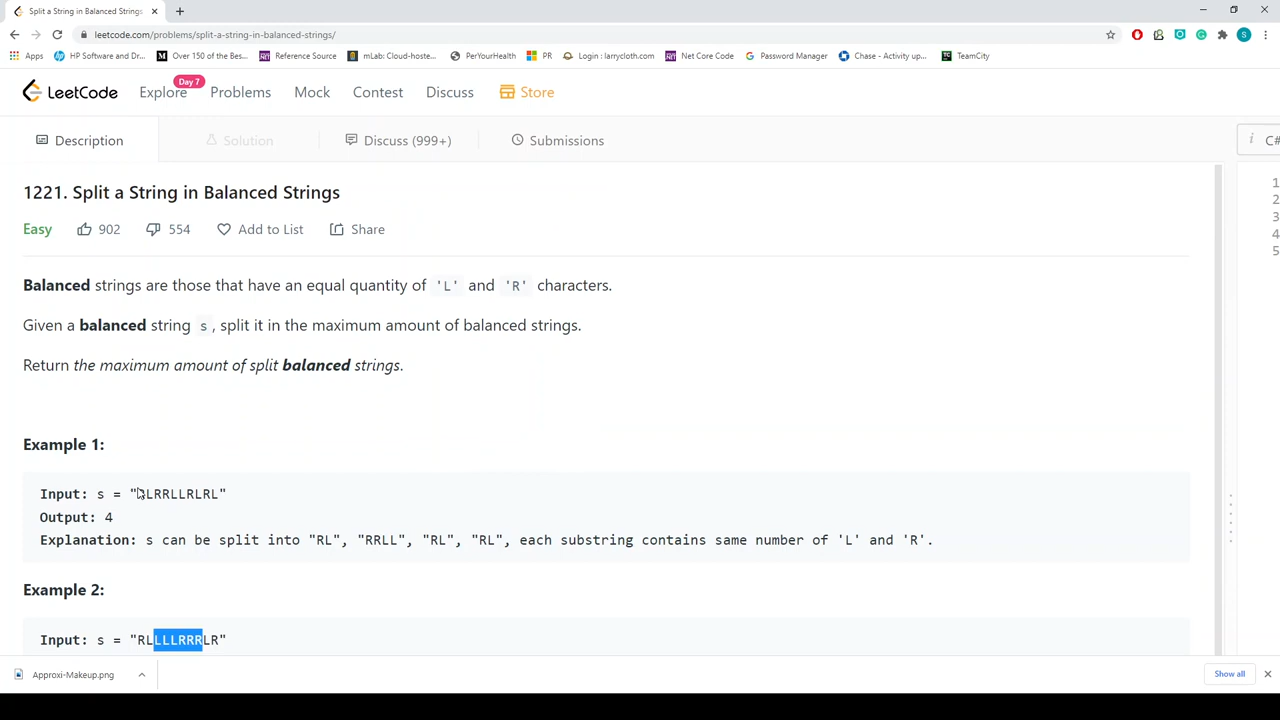 Split a String in Balanced Strings
leetcode.com/problems/split-a-string-in-balanced-strings/
Apps HP Software and Dr... Over 150 of the Bes... Reference Source mLab: Cloud-hoste... PerYourHealth PR Login : larrycloth.com Net Core Code Password Manager Chase - Activity up... TeamCity
LeetCode Explore Day 7 Problems Mock Contest Discuss Store
Description Solution Discuss (999+) Submissions i C#
1221. Split a String in Balanced Strings
Easy 902 554 Add to List Share
Balanced strings are those that have an equal quantity of 'L' and 'R' characters.
Given a balanced string s, split it in the maximum amount of balanced strings.
Return the maximum amount of split balanced strings.
Example 1:
Input: s = "RLRRLLRLRL"
Output: 4
Explanation: s can be split into "RL", "RRLL", "RL", "RL", each substring contains same number of 'L' and 'R'.
Example 2:
Input: s = "RLLLLRRRLR"
1
2
3
4
5
Approxi-Makeup.png Show all